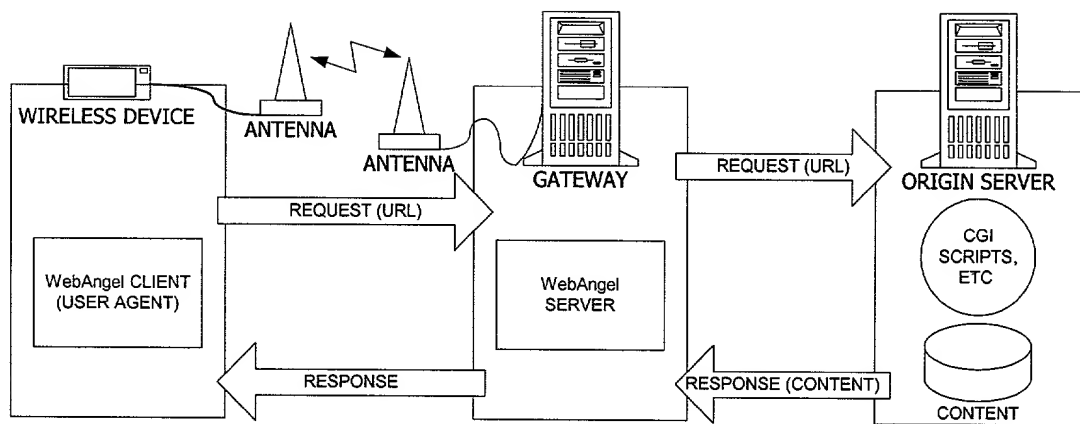 WIRELESS DEVICE
ANTENNA
ANTENNA
GATEWAY
ORIGIN SERVER
REQUEST (URL)
REQUEST (URL)
WebAngel CLIENT
(USER AGENT)
WebAngel
SERVER
CGI
SCRIPTS,
ETC
RESPONSE
RESPONSE (CONTENT)
CONTENT